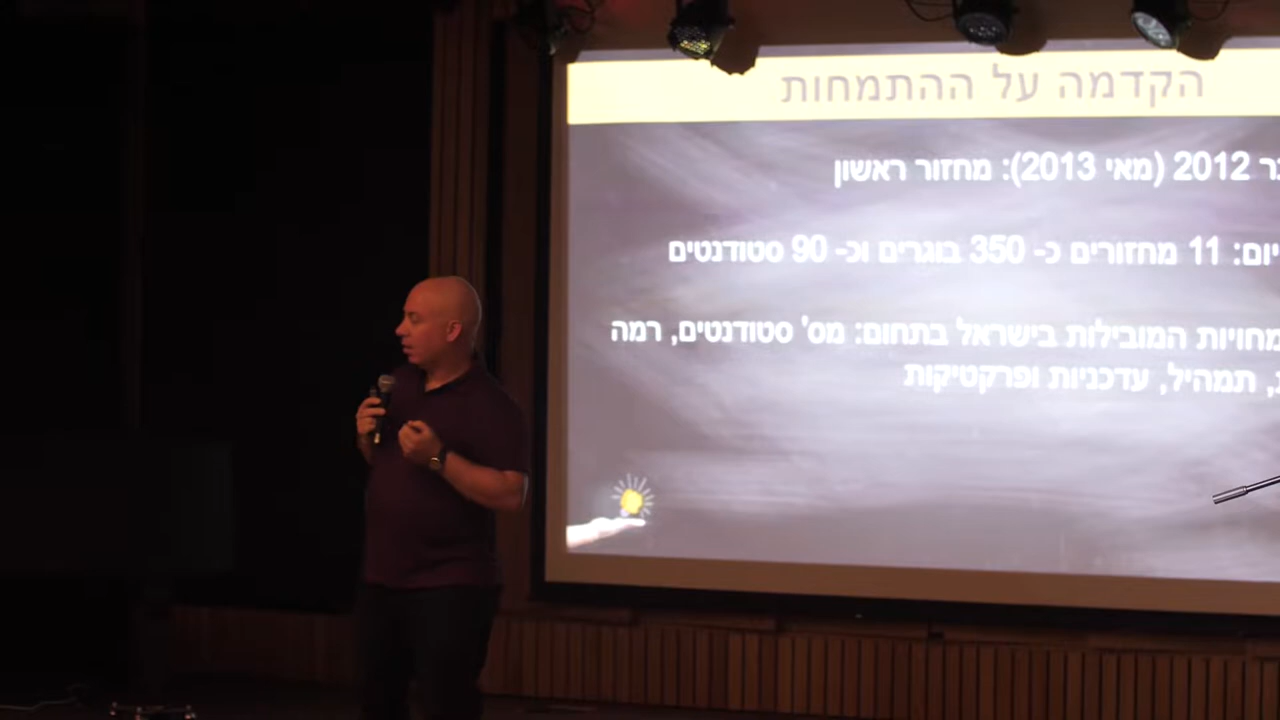 הקדמה על ההתמחות
2012 (מאי 2013): מחזור ראשון
יום: 11 מחזורים כ- 350 בוגרים וכ- 90 סטודנטים
המובילות בישראל בתחום: מס' סטודנטים, רמה
תמהיל, עדכניות ופרקטיקות